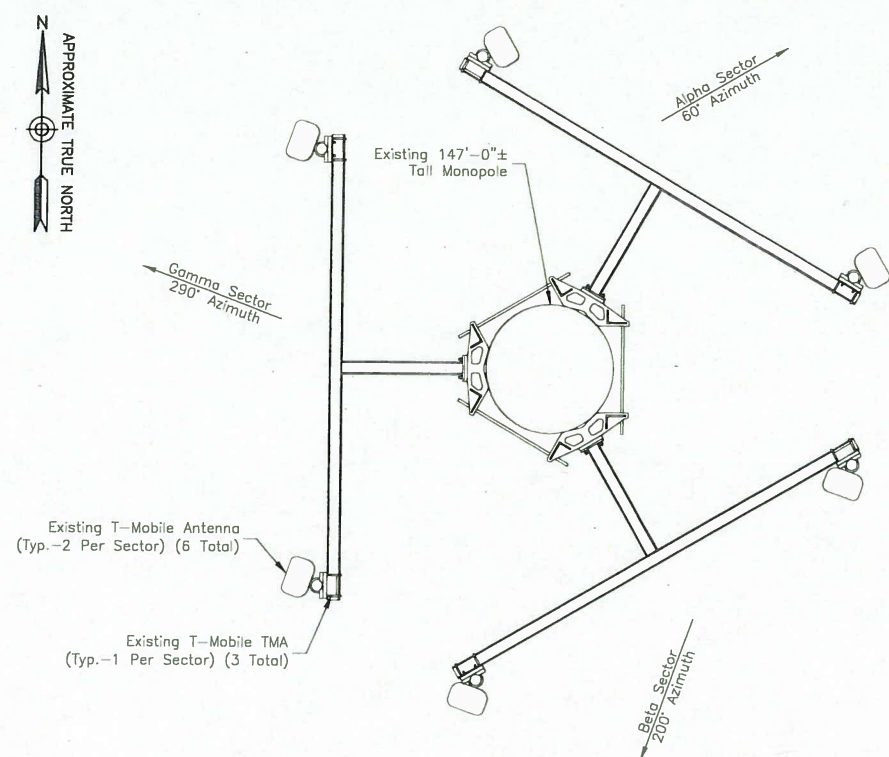 N
APPROXIMATE TRUE NORTH
Alpha Sector
60° Azimuth
Existing 147'-0"±
Tall Monopole
Gamma Sector
290° Azimuth
Existing T-Mobile Antenna
(Typ.-2 Per Sector) (6 Total)
Existing T-Mobile TMA
(Typ.-1 Per Sector) (3 Total)
Beta Sector
200° Azimuth